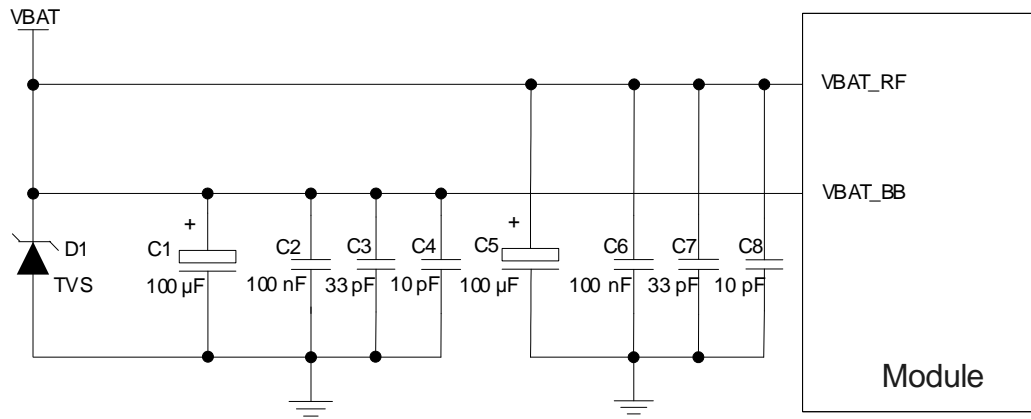 VBAT
VBAT_RF
VBAT_BB
+
+
D1
C1
C2
C3
C4
C5
C6
C7
C8
TVS
100 µF
100 nF
33 pF
10 pF
100 µF
100 nF
33 pF
10 pF
Module